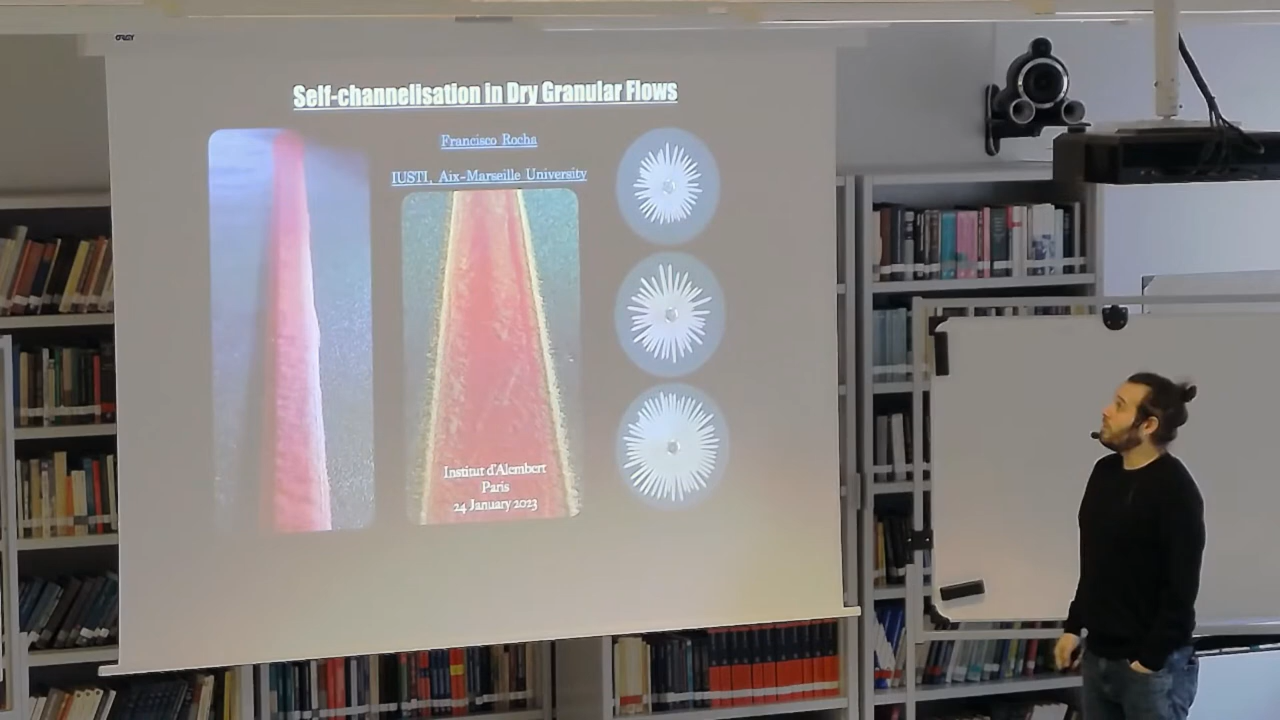 Self-channelisation in Dry Granular Flows
Francisco Rocha
IUSTI, Aix-Marseille University
Institut d'Alembert
Paris
24 January 2023